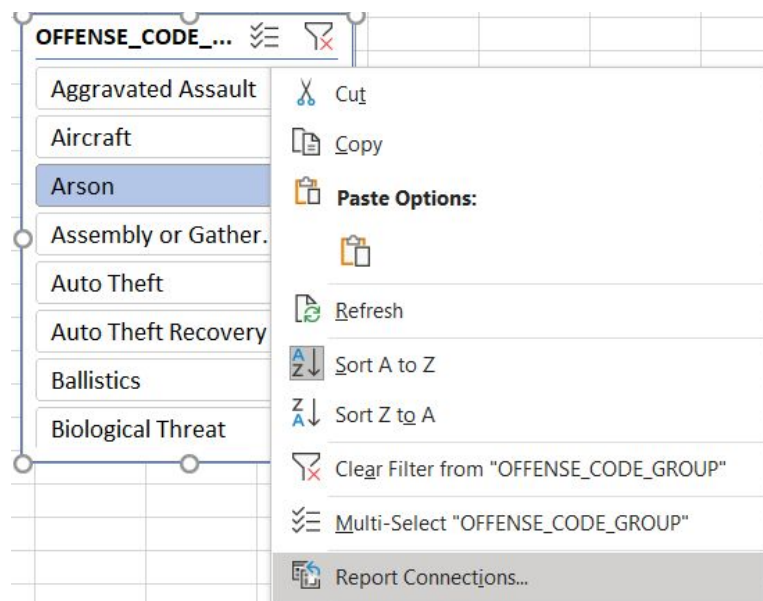 OFFENSE_CODE_...
Aggravated Assault
Aircraft
Arson
Assembly or Gather.
Auto Theft
Auto Theft Recovery
Ballistics
Biological Threat
Cut
Copy
Paste Options:
Refresh
Sort A to Z
Sort Z to A
Clear Filter from "OFFENSE_CODE_GROUP"
Multi-Select "OFFENSE_CODE_GROUP"
Report Connections...